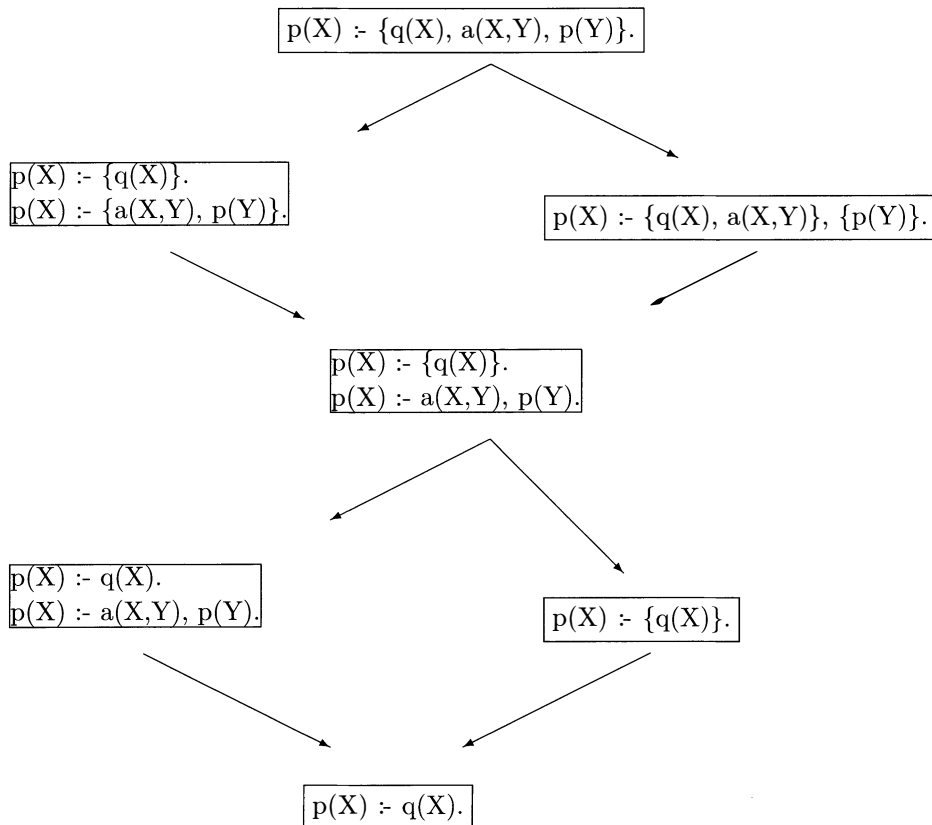 p(X) :- {q(X), a(X,Y), p(Y)}.
p(X) :- {q(X)}.
p(X) :- {a(X,Y), p(Y)}.
p(X) :- {q(X), a(X,Y)}, {p(Y)}.
p(X) :- {q(X)}.
p(X) :- a(X,Y), p(Y).
p(X) :- q(X).
p(X) :- a(X,Y), p(Y).
p(X) :- {q(X)}.
p(X) :- q(X).